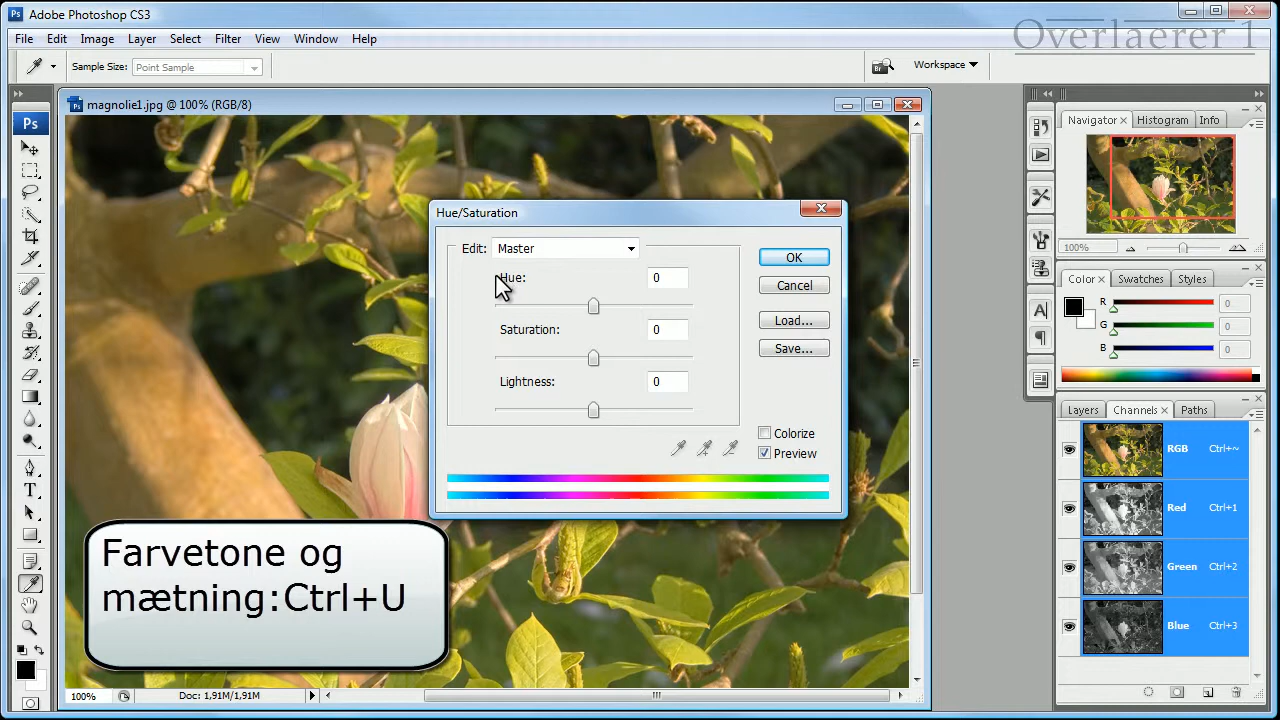 Adobe Photoshop CS3
Overlaerer 1
File Edit Image Layer Select Filter View Window Help
Sample Size: Point Sample
Workspace
magnolie1.jpg @ 100% (RGB/8)
Ps
Hue/Saturation
Edit: Master
Hue: 0
Saturation: 0
Lightness: 0
OK
Cancel
Load...
Save...
Colorize
Preview
Farvetone og
mætning:Ctrl+U
100% Doc: 1,91M/1,91M
Navigator Histogram Info
100%
Color Swatches Styles
R 0
G 0
B 0
Layers Channels Paths
RGB Ctrl+~
Red Ctrl+1
Green Ctrl+2
Blue Ctrl+3